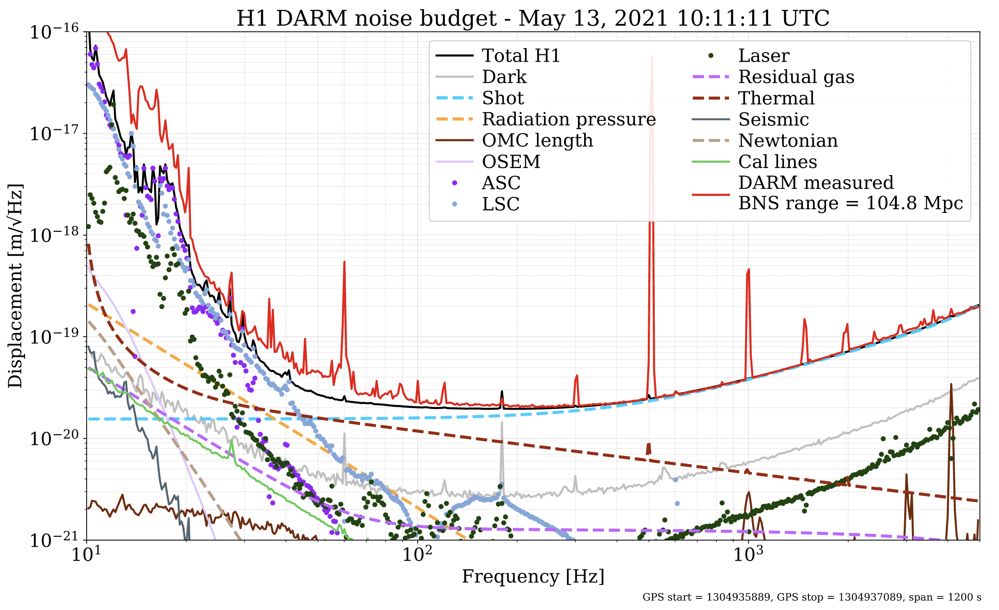 H1 DARM noise budget - May 13, 2021 10:11:11 UTC
Displacement [m/√Hz]
10⁻¹⁶
10⁻¹⁷
10⁻¹⁸
10⁻¹⁹
10⁻²⁰
10⁻²¹
Total H1
Dark
Shot
Radiation pressure
OMC length
OSEM
ASC
LSC
Laser
Residual gas
Thermal
Seismic
Newtonian
Cal lines
DARM measured
BNS range = 104.8 Mpc
10¹
10²
10³
Frequency [Hz]
GPS start = 1304935889, GPS stop = 1304937089, span = 1200 s